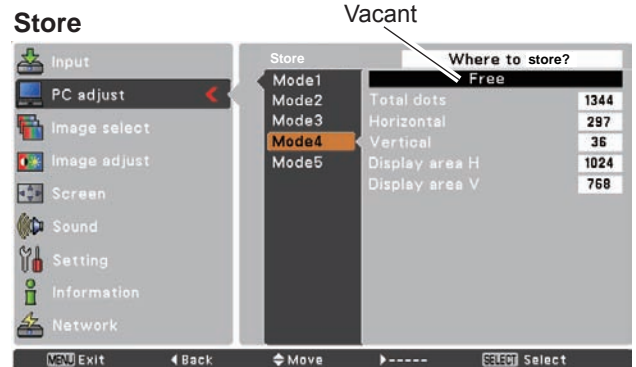 Store
Vacant
Input
PC adjust
Image select
Image adjust
Screen
Sound
Setting
Information
Network
Store
Mode1
Mode2
Mode3
Mode4
Mode5
Where to store?
Free
Total dots 1344
Horizontal 297
Vertical 36
Display area H 1024
Display area V 768
MENU Exit Back Move ----- SELECT Select